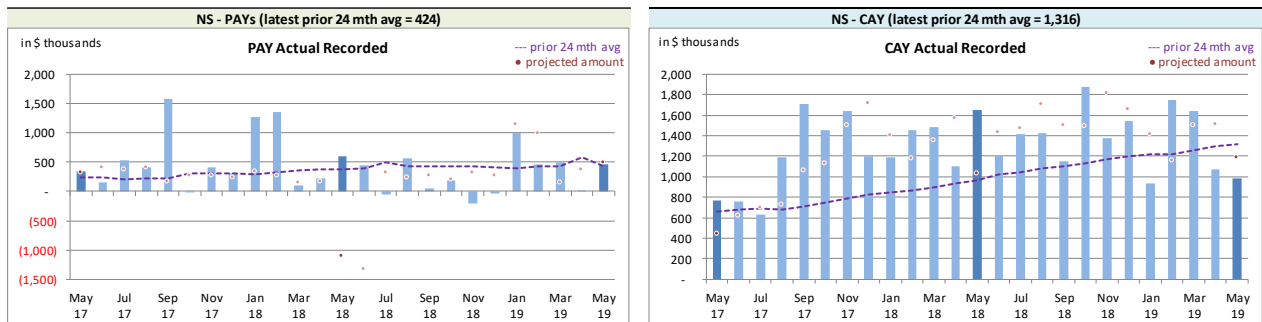 NS - PAYs (latest prior 24 mth avg = 424)
in $ thousands
PAY Actual Recorded
--- prior 24 mth avg
• projected amount
2,000
1,500
1,000
500
-
(500)
(1,000)
(1,500)
May Jul Sep Nov Jan Mar May Jul Sep Nov Jan Mar May
17 17 17 17 18 18 18 18 18 18 19 19 19
NS - CAY (latest prior 24 mth avg = 1,316)
in $ thousands
CAY Actual Recorded
--- prior 24 mth avg
• projected amount
2,000
1,800
1,600
1,400
1,200
1,000
800
600
400
200
-
May Jul Sep Nov Jan Mar May Jul Sep Nov Jan Mar May
17 17 17 17 18 18 18 18 18 18 19 19 19